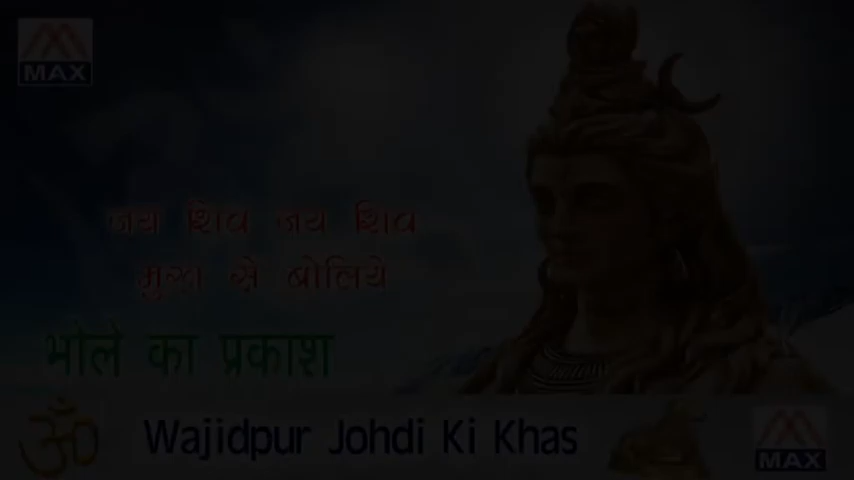 MAX
जय शिव जय शिव
मुख से बोलिये
भोले का प्रकाश
ॐ Wajidpur Johdi Ki Khas MAX